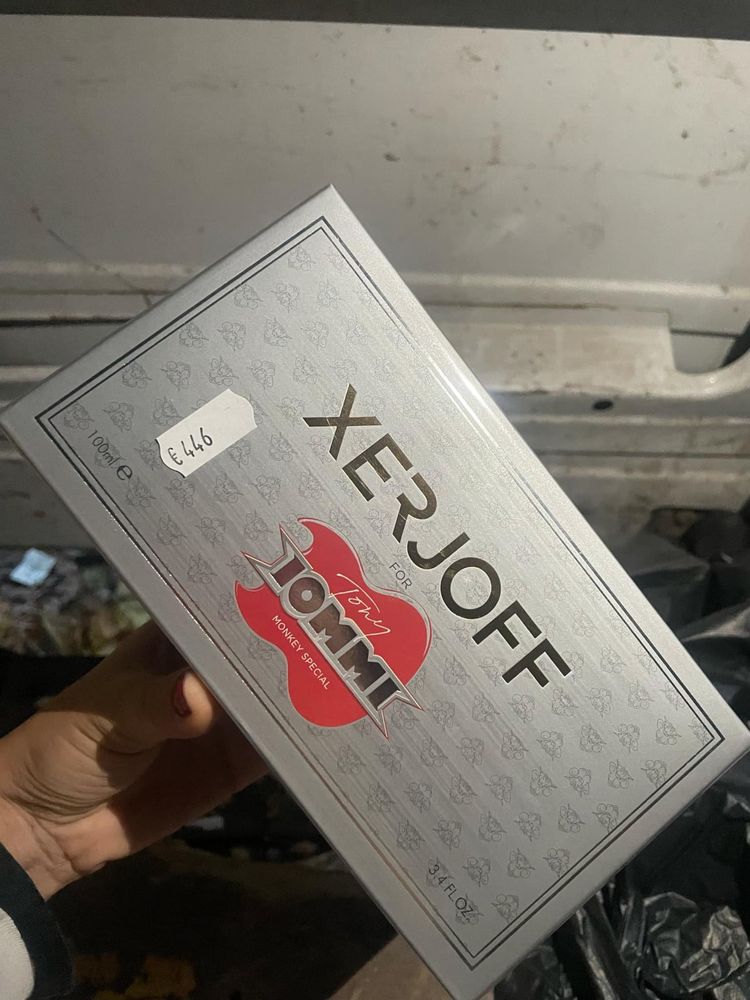 XERJOFF
FOR
Tony
IOMMI
MONKEY SPECIAL
€446
100ml ℮
3.4 FL.OZ.